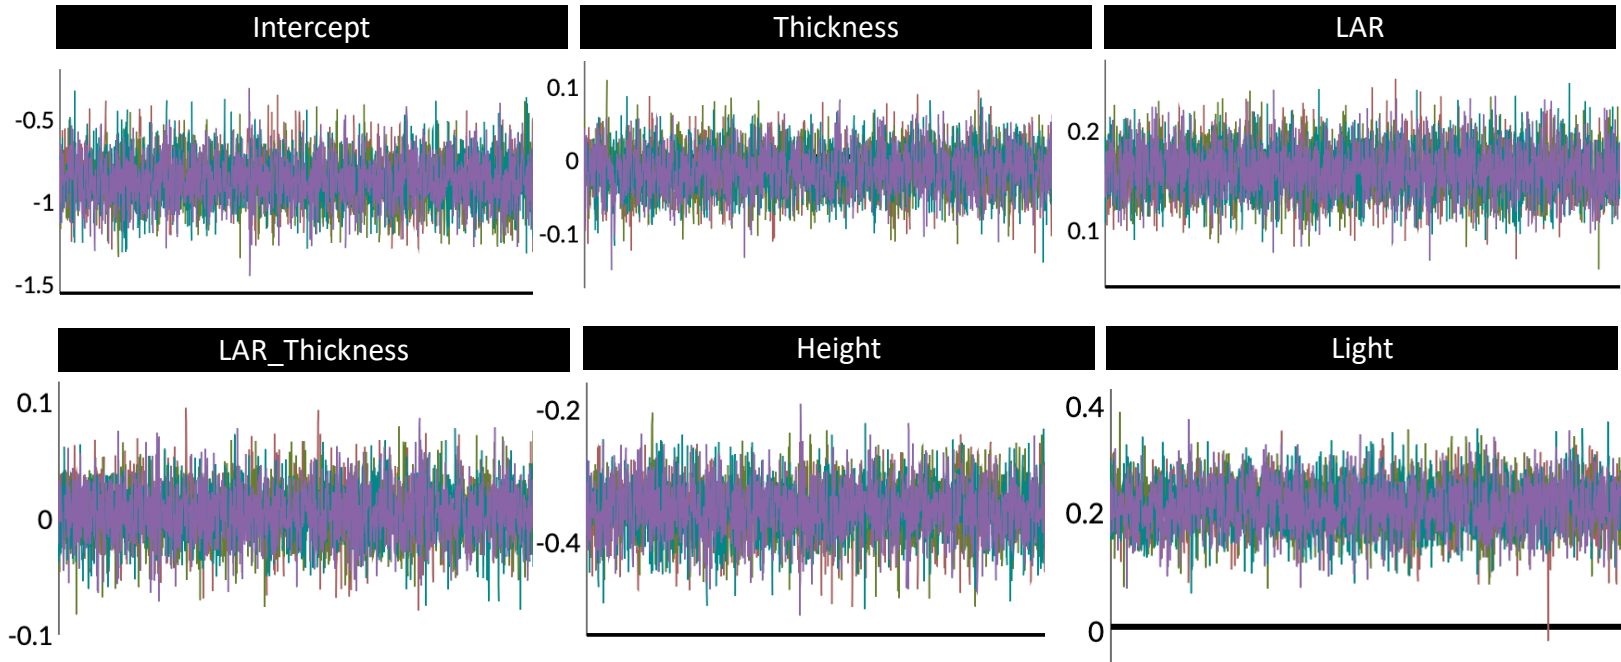 Intercept
Thickness
LAR
-0.5
-1
-1.5
0.1
0
-0.1
0.2
0.1
LAR_Thickness
Height
Light
0.1
0
-0.1
-0.2
-0.4
0.4
0.2
0